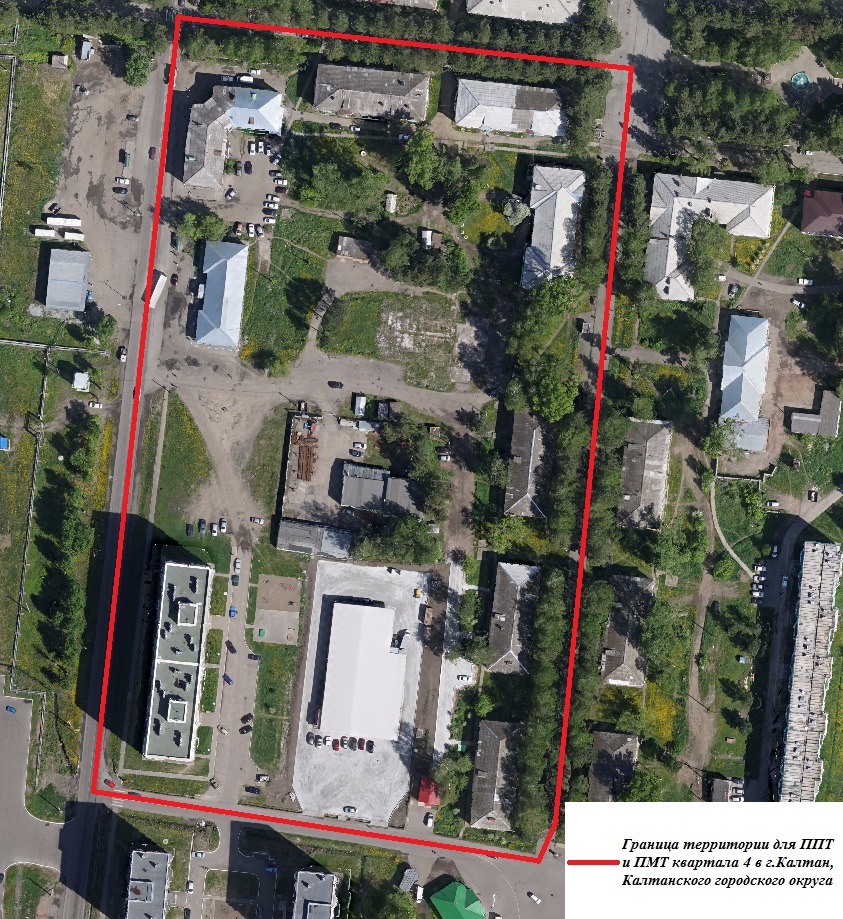 Граница территории для ППТ
и ПМТ квартала 4 в г.Калтан,
Калтанского городского округа